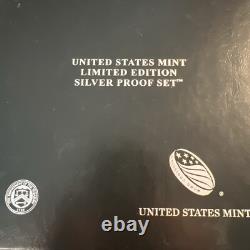 UNITED STATES MINT
LIMITED EDITION
SILVER PROOF SET™
UNITED STATES MINT